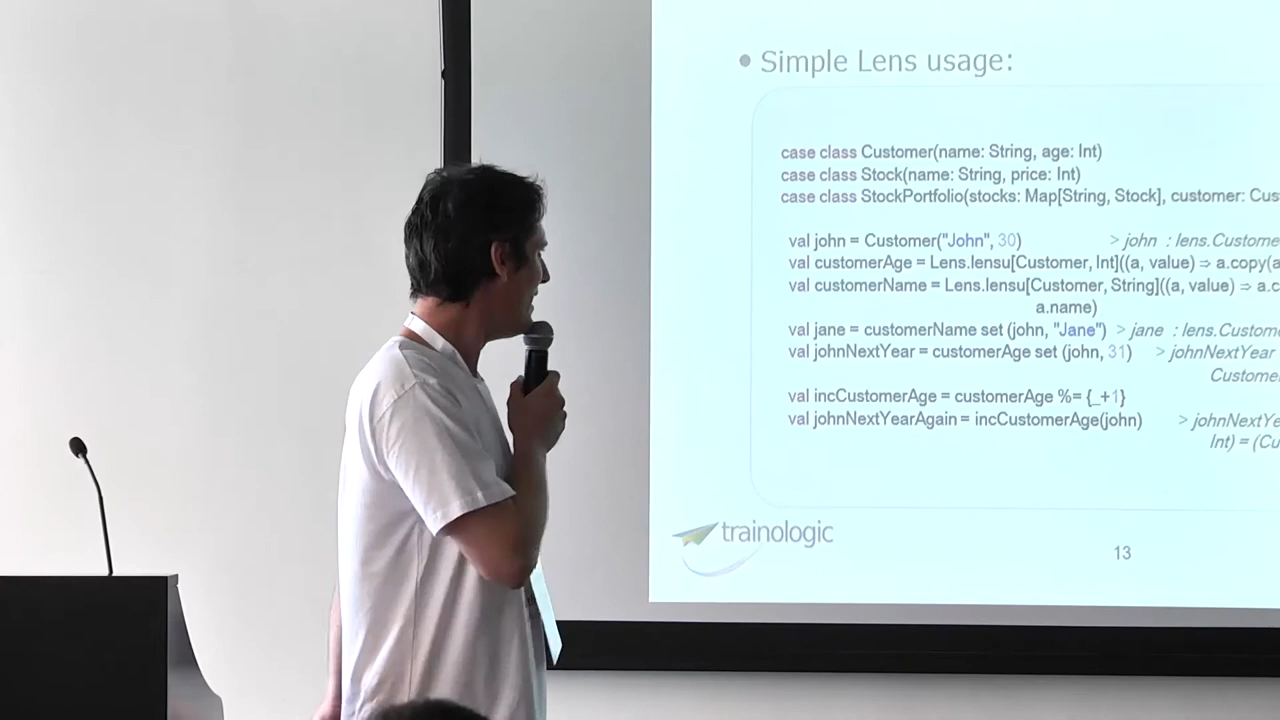 • Simple Lens usage:
case class Customer(name: String, age: Int)
case class Stock(name: String, price: Int)
case class StockPortfolio(stocks: Map[String, Stock], customer: Cus
val john = Customer("John", 30) > john : lens.Custome
val customerAge = Lens.lensu[Customer, Int]((a, value) ⇒ a.copy(a
val customerName = Lens.lensu[Customer, String]((a, value) ⇒ a.c
a.name)
val jane = customerName set (john, "Jane") > jane : lens.Custom
val johnNextYear = customerAge set (john, 31) > johnNextYear
Custome
val incCustomerAge = customerAge %= {_+1}
val johnNextYearAgain = incCustomerAge(john) > johnNextYe
Int) = (Cu
trainologic
13